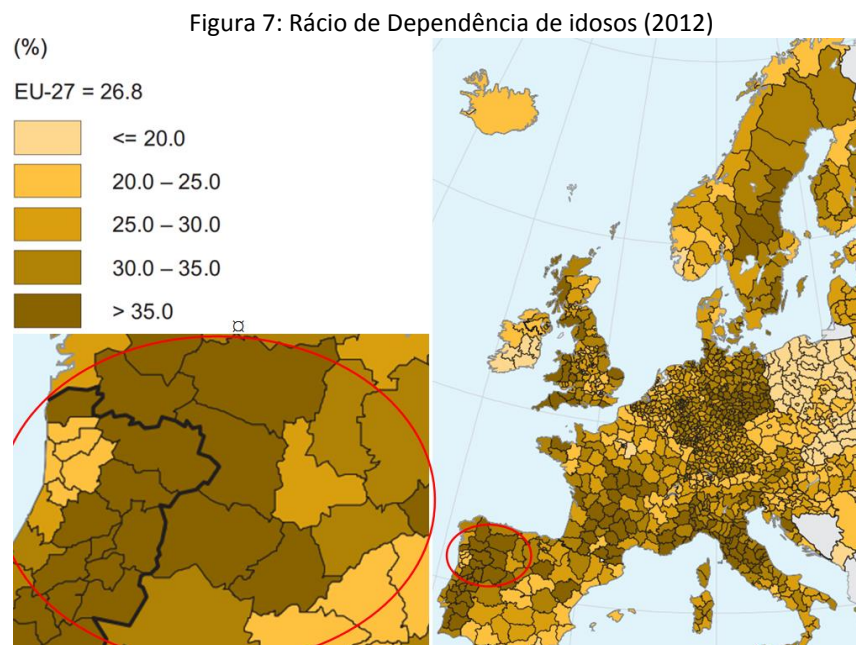 Figura 7: Rácio de Dependência de idosos (2012)
(%)
EU-27 = 26.8
<= 20.0
20.0 – 25.0
25.0 – 30.0
30.0 – 35.0
> 35.0
¤